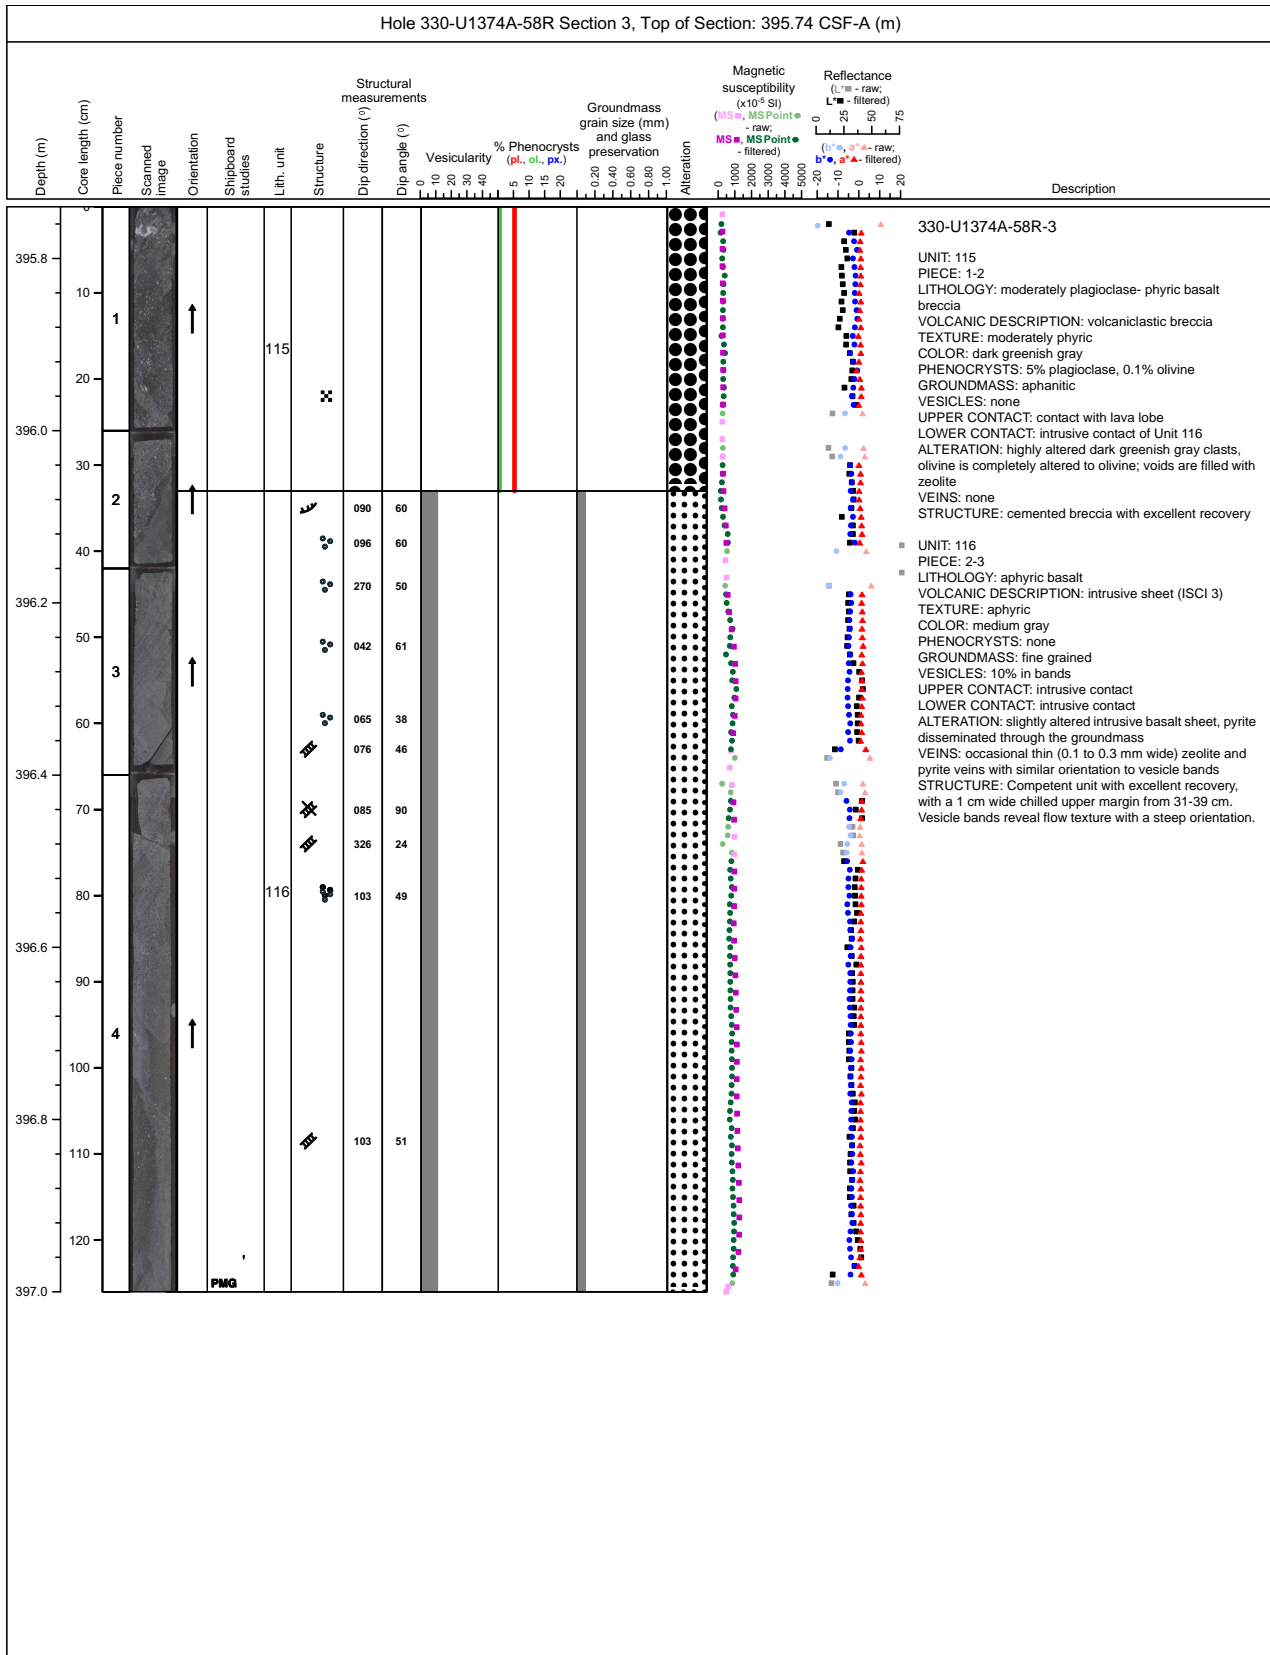 Hole 330-U1374A-58R Section 3, Top of Section: 395.74 CSF-A (m)
Depth (m)
Core length (cm)
Piece number
Scanned
image
Orientation
Shipboard
studies
Lith. unit
Structure
Structural
measurements
Dip direction (º)
Dip angle (º)
Vesicularity
0 10 20 30 40
% Phenocrysts
(pl., ol., px.)
5 10 15 20
Groundmass
grain size (mm)
and glass
preservation
0.20 0.40 0.60 0.80 1.00
Alteration
Magnetic
susceptibility
(x10-5 SI)
(MS■, MSPoint●
- raw;
MS■, MSPoint●
- filtered)
0 1000 2000 3000 4000 5000
Reflectance
(L*■ - raw;
L*■ - filtered)
0 25 50 75
(b*●, a*▲- raw;
b*●, a*▲- filtered)
-20 -10 0 10 20
Description
395.8
396.0
396.2
396.4
396.6
396.8
397.0
0
10
20
30
40
50
60
70
80
90
100
110
120
1
2
3
4
PMG
115
116
090 60
096 60
270 50
042 61
065 38
076 46
085 90
326 24
103 49
103 51
330-U1374A-58R-3
UNIT: 115
PIECE: 1-2
LITHOLOGY: moderately plagioclase- phyric basalt
breccia
VOLCANIC DESCRIPTION: volcaniclastic breccia
TEXTURE: moderately phyric
COLOR: dark greenish gray
PHENOCRYSTS: 5% plagioclase, 0.1% olivine
GROUNDMASS: aphanitic
VESICLES: none
UPPER CONTACT: contact with lava lobe
LOWER CONTACT: intrusive contact of Unit 116
ALTERATION: highly altered dark greenish gray clasts,
olivine is completely altered to olivine; voids are filled with
zeolite
VEINS: none
STRUCTURE: cemented breccia with excellent recovery
UNIT: 116
PIECE: 2-3
LITHOLOGY: aphyric basalt
VOLCANIC DESCRIPTION: intrusive sheet (ISCI 3)
TEXTURE: aphyric
COLOR: medium gray
PHENOCRYSTS: none
GROUNDMASS: fine grained
VESICLES: 10% in bands
UPPER CONTACT: intrusive contact
LOWER CONTACT: intrusive contact
ALTERATION: slightly altered intrusive basalt sheet, pyrite
disseminated through the groundmass
VEINS: occasional thin (0.1 to 0.3 mm wide) zeolite and
pyrite veins with similar orientation to vesicle bands
STRUCTURE: Competent unit with excellent recovery,
with a 1 cm wide chilled upper margin from 31-39 cm.
Vesicle bands reveal flow texture with a steep orientation.